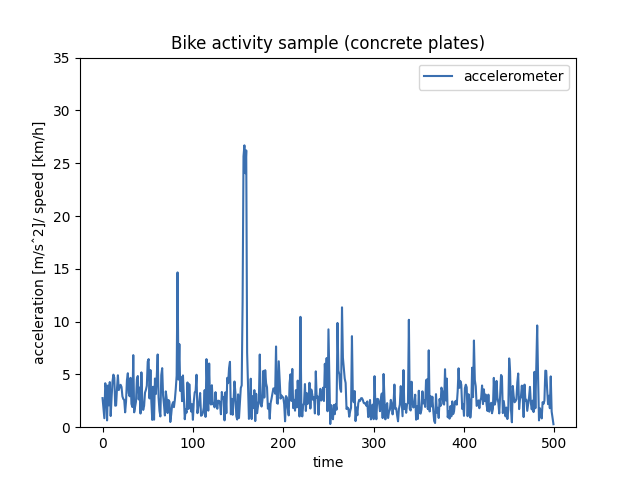 Bike activity sample (concrete plates)
accelerometer
35
30
25
20
15
10
5
0
acceleration [m/sˆ2]/ speed [km/h]
0 100 200 300 400 500
time